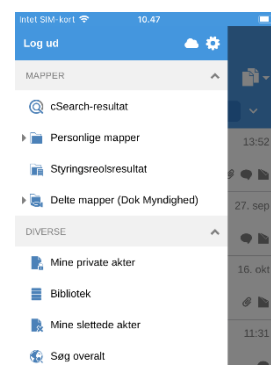 Intet SIM-kort 10.47
Log ud
MAPPER
cSearch-resultat
Personlige mapper
13:52
Styringsreolsresultat
Delte mapper (Dok Myndighed)
27. sep
DIVERSE
Mine private akter
16. okt
Bibliotek
Mine slettede akter
11:31
Søg overalt